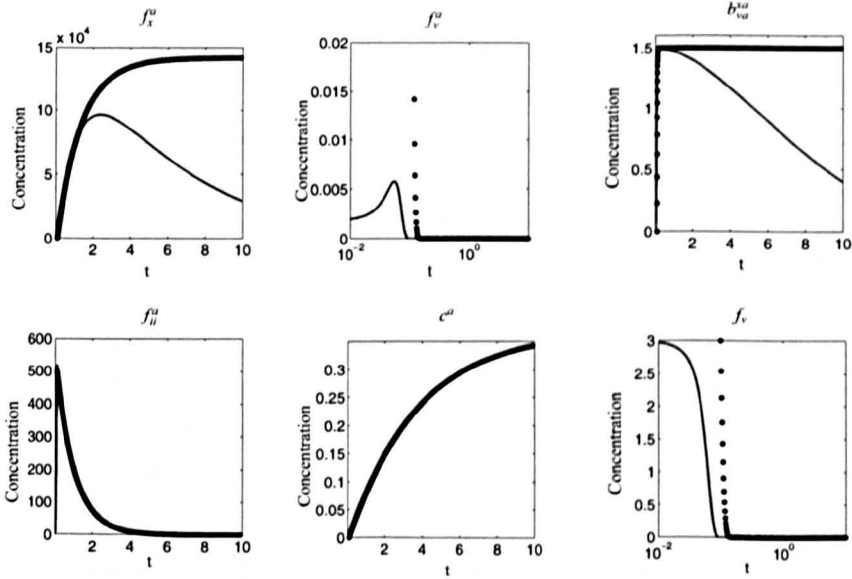 f_x^a
x 10^4
15
10
5
0
2 4 6 8 10
Concentration
t
f_v^a
0.02
0.015
0.01
0.005
0
10^-2 10^0
Concentration
t
b_va^xa
1.5
1
0.5
0
2 4 6 8 10
Concentration
t
f_ii^a
600
500
400
300
200
100
0
2 4 6 8 10
Concentration
t
c^a
0.3
0.25
0.2
0.15
0.1
0.05
0
2 4 6 8 10
Concentration
t
f_v
3
2.5
2
1.5
1
0.5
0
10^-2 10^0
Concentration
t